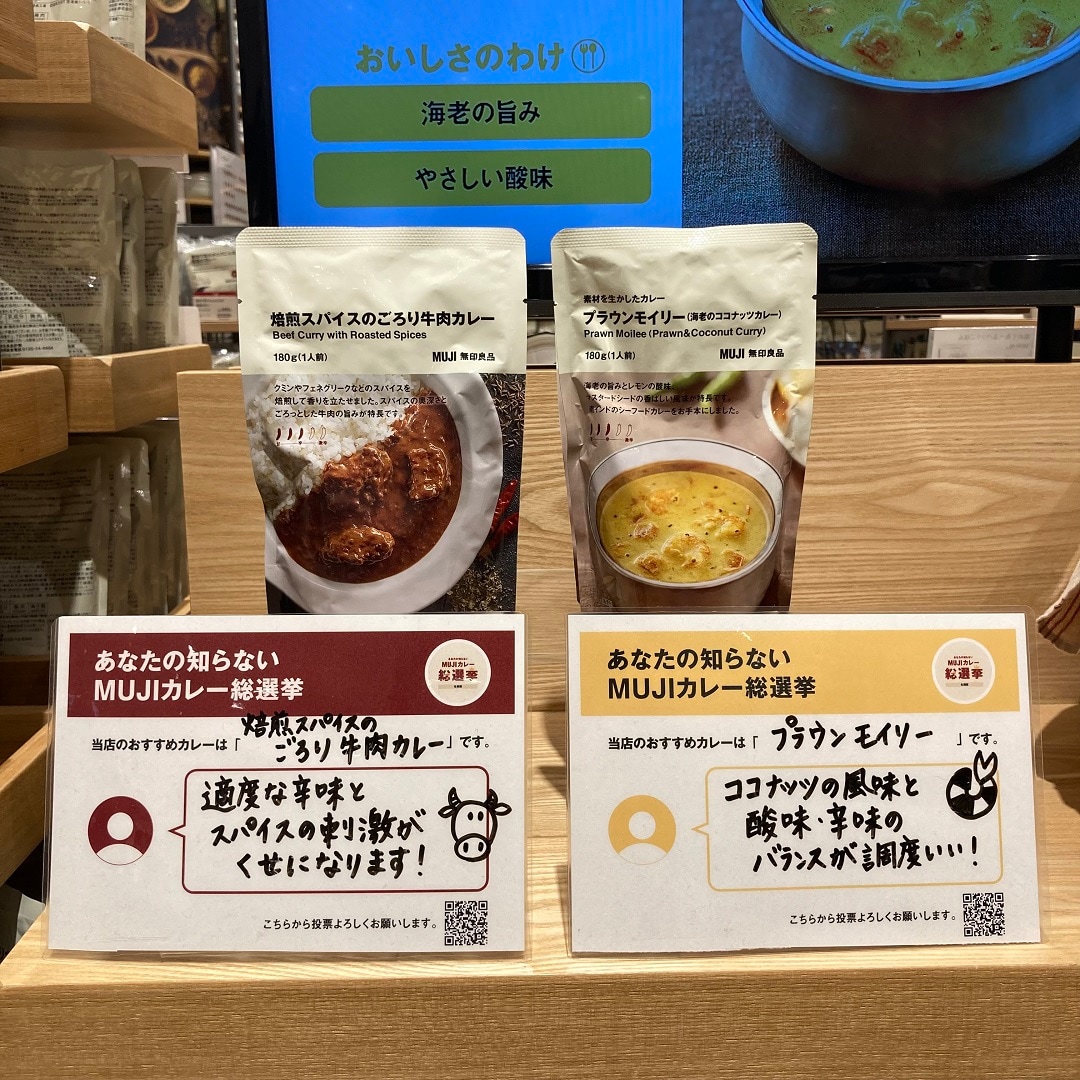 おいしさのわけ
海老の旨み
やさしい酸味
焙煎スパイスのごろり牛肉カレー
Beef Curry with Roasted Spices
180g(1人前)
MUJI 無印良品
クミンやフェネグリークなどのスパイスを
焙煎して香りを立たせました。スパイスの奥深さと
ごろっとした牛肉の旨みが特長です。
素材を生かしたカレー
プラウンモイリー(海老のココナッツカレー)
Prawn Moilee (Prawn&Coconut Curry)
180g(1人前)
MUJI 無印良品
海老の旨みとレモンの酸味、
マスタードシードの香ばしい風味が特長です。
南インドのシーフードカレーをお手本にしました。
あなたの知らない
MUJIカレー総選挙
MUJIカレー
総選挙
当店のおすすめカレーは「焙煎スパイスの
ごろり牛肉カレー」です。
適度な辛味と
スパイスの刺激が
くせになります!
こちらから投票よろしくお願いします。
あなたの知らない
MUJIカレー総選挙
MUJIカレー
総選挙
当店のおすすめカレーは「プラウンモイリー」です。
ココナッツの風味と
酸味・辛味の
バランスが調度いい!
こちらから投票よろしくお願いします。